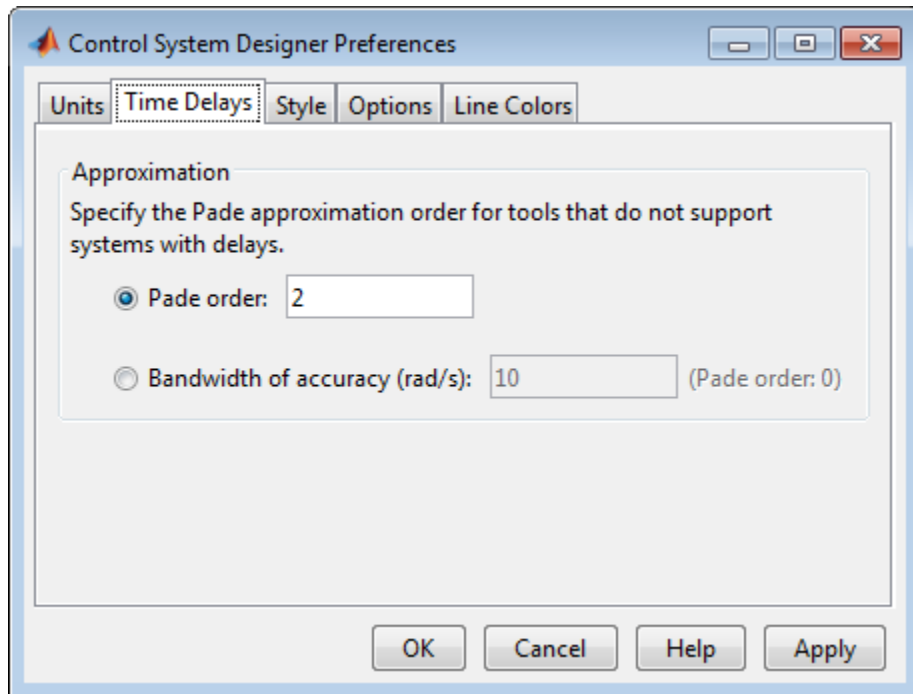 Control System Designer Preferences
Units Time Delays Style Options Line Colors
Approximation
Specify the Pade approximation order for tools that do not support
systems with delays.
Pade order: 2
Bandwidth of accuracy (rad/s): 10 (Pade order: 0)
OK Cancel Help Apply